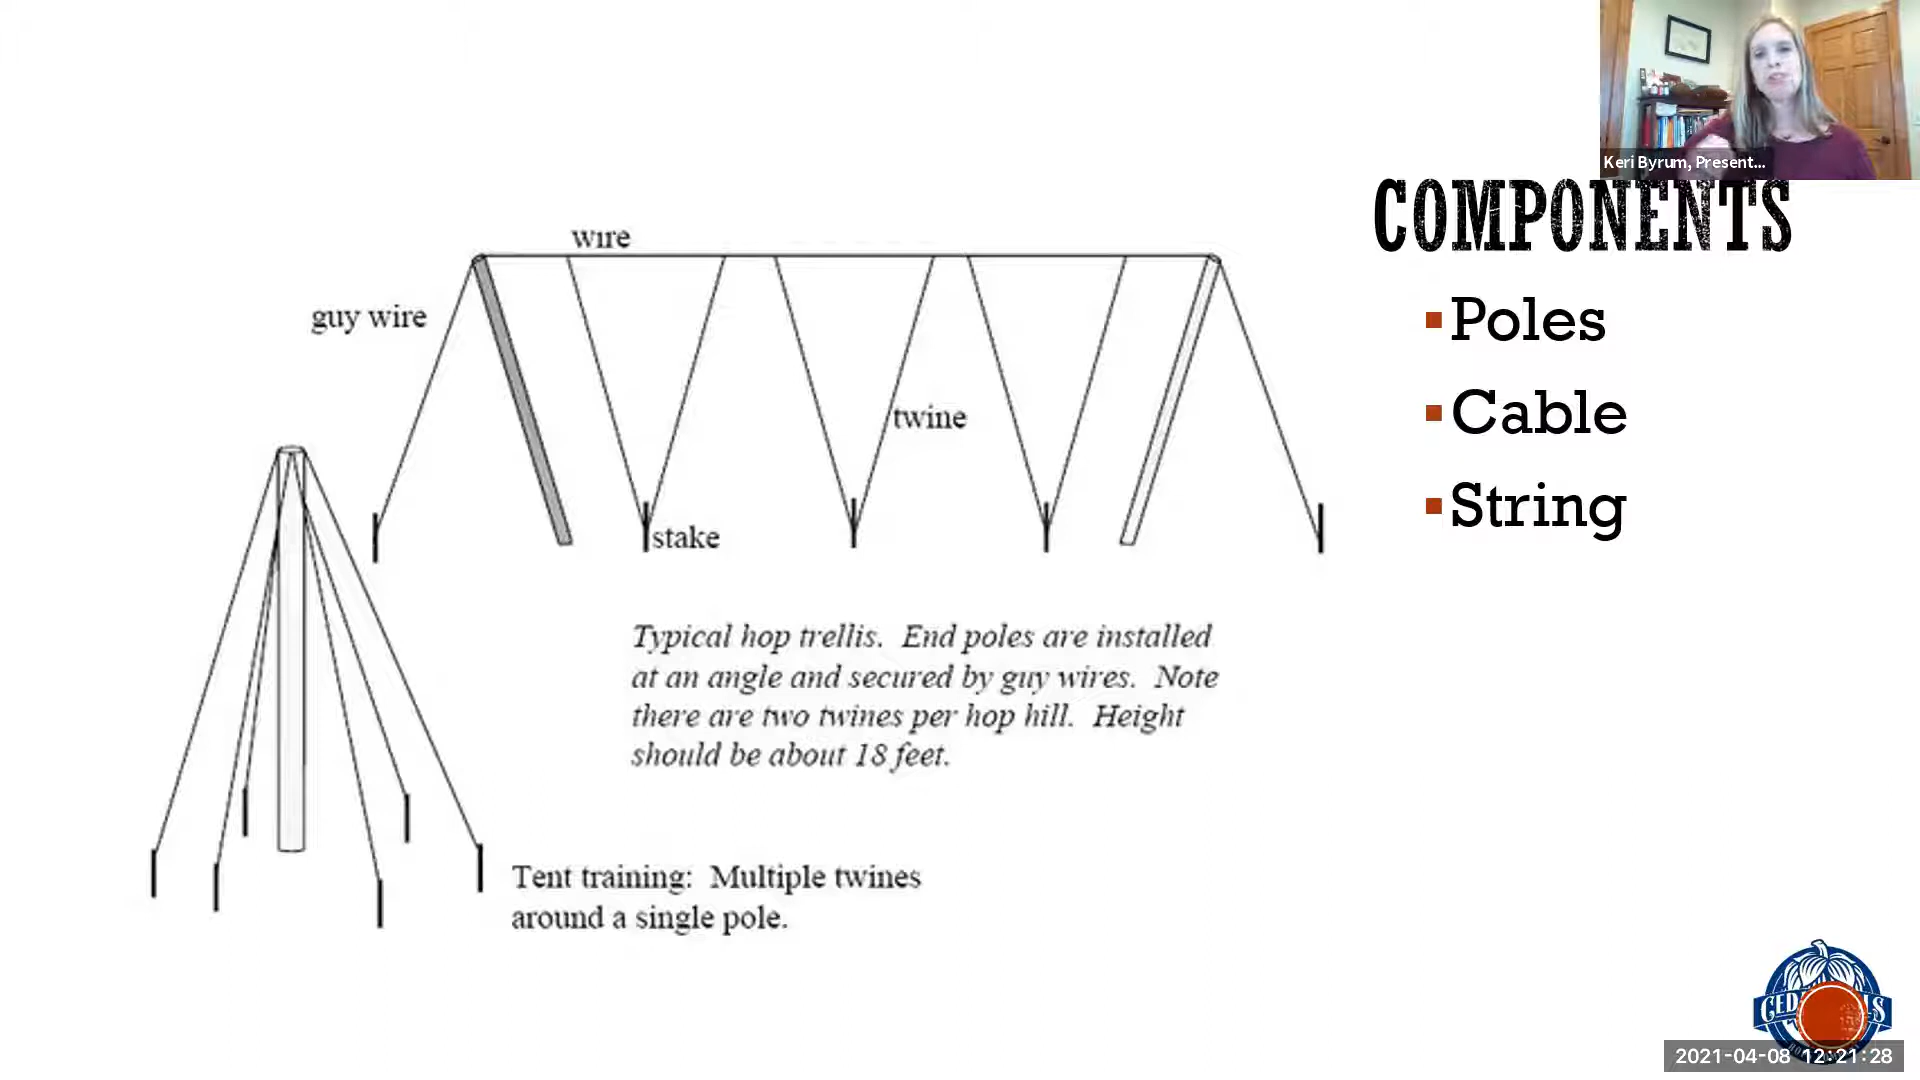 Keri Byrum, Present...
COMPONENTS
▪Poles
▪Cable
▪String
wire
guy wire
twine
stake
Typical hop trellis. End poles are installed
at an angle and secured by guy wires. Note
there are two twines per hop hill. Height
should be about 18 feet.
Tent training: Multiple twines
around a single pole.
2021-04-08 12:21:28